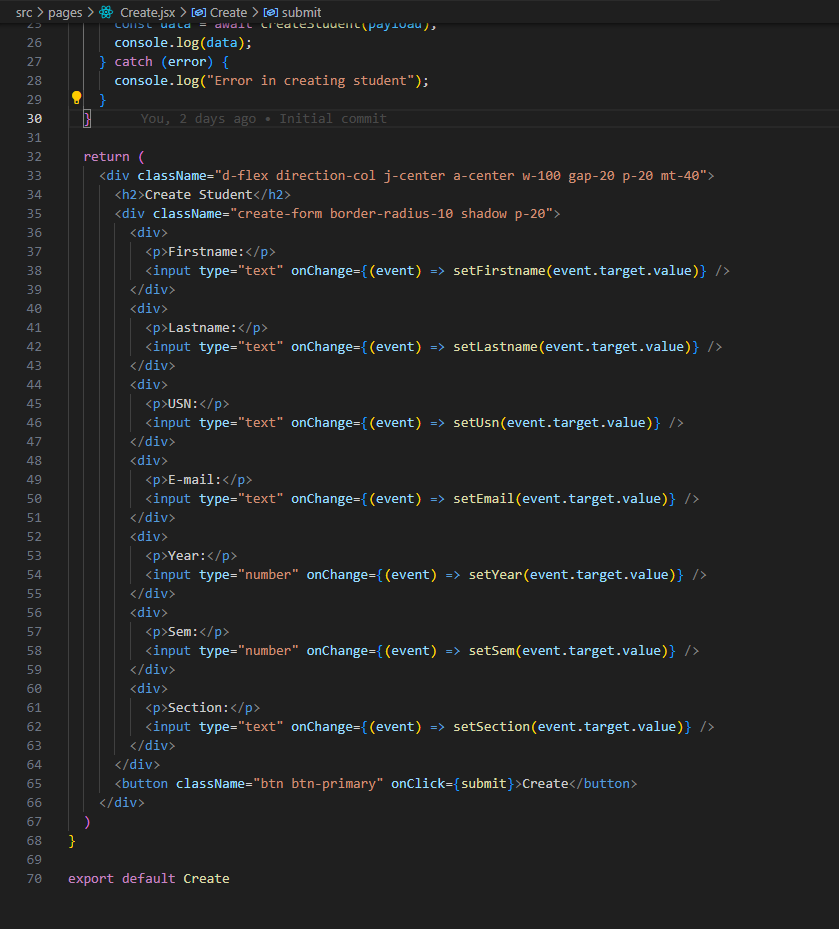 src > pages > Create.jsx > Create > submit
25 const data = await createStudent(payload);
26 console.log(data);
27 } catch (error) {
28 console.log("Error in creating student");
29 }
30 } You, 2 days ago • Initial commit
31
32 return (
33 <div className="d-flex direction-col j-center a-center w-100 gap-20 p-20 mt-40">
34 <h2>Create Student</h2>
35 <div className="create-form border-radius-10 shadow p-20">
36 <div>
37 <p>Firstname:</p>
38 <input type="text" onChange={(event) => setFirstname(event.target.value)} />
39 </div>
40 <div>
41 <p>Lastname:</p>
42 <input type="text" onChange={(event) => setLastname(event.target.value)} />
43 </div>
44 <div>
45 <p>USN:</p>
46 <input type="text" onChange={(event) => setUsn(event.target.value)} />
47 </div>
48 <div>
49 <p>E-mail:</p>
50 <input type="text" onChange={(event) => setEmail(event.target.value)} />
51 </div>
52 <div>
53 <p>Year:</p>
54 <input type="number" onChange={(event) => setYear(event.target.value)} />
55 </div>
56 <div>
57 <p>Sem:</p>
58 <input type="number" onChange={(event) => setSem(event.target.value)} />
59 </div>
60 <div>
61 <p>Section:</p>
62 <input type="text" onChange={(event) => setSection(event.target.value)} />
63 </div>
64 </div>
65 <button className="btn btn-primary" onClick={submit}>Create</button>
66 </div>
67 )
68 }
69
70 export default Create